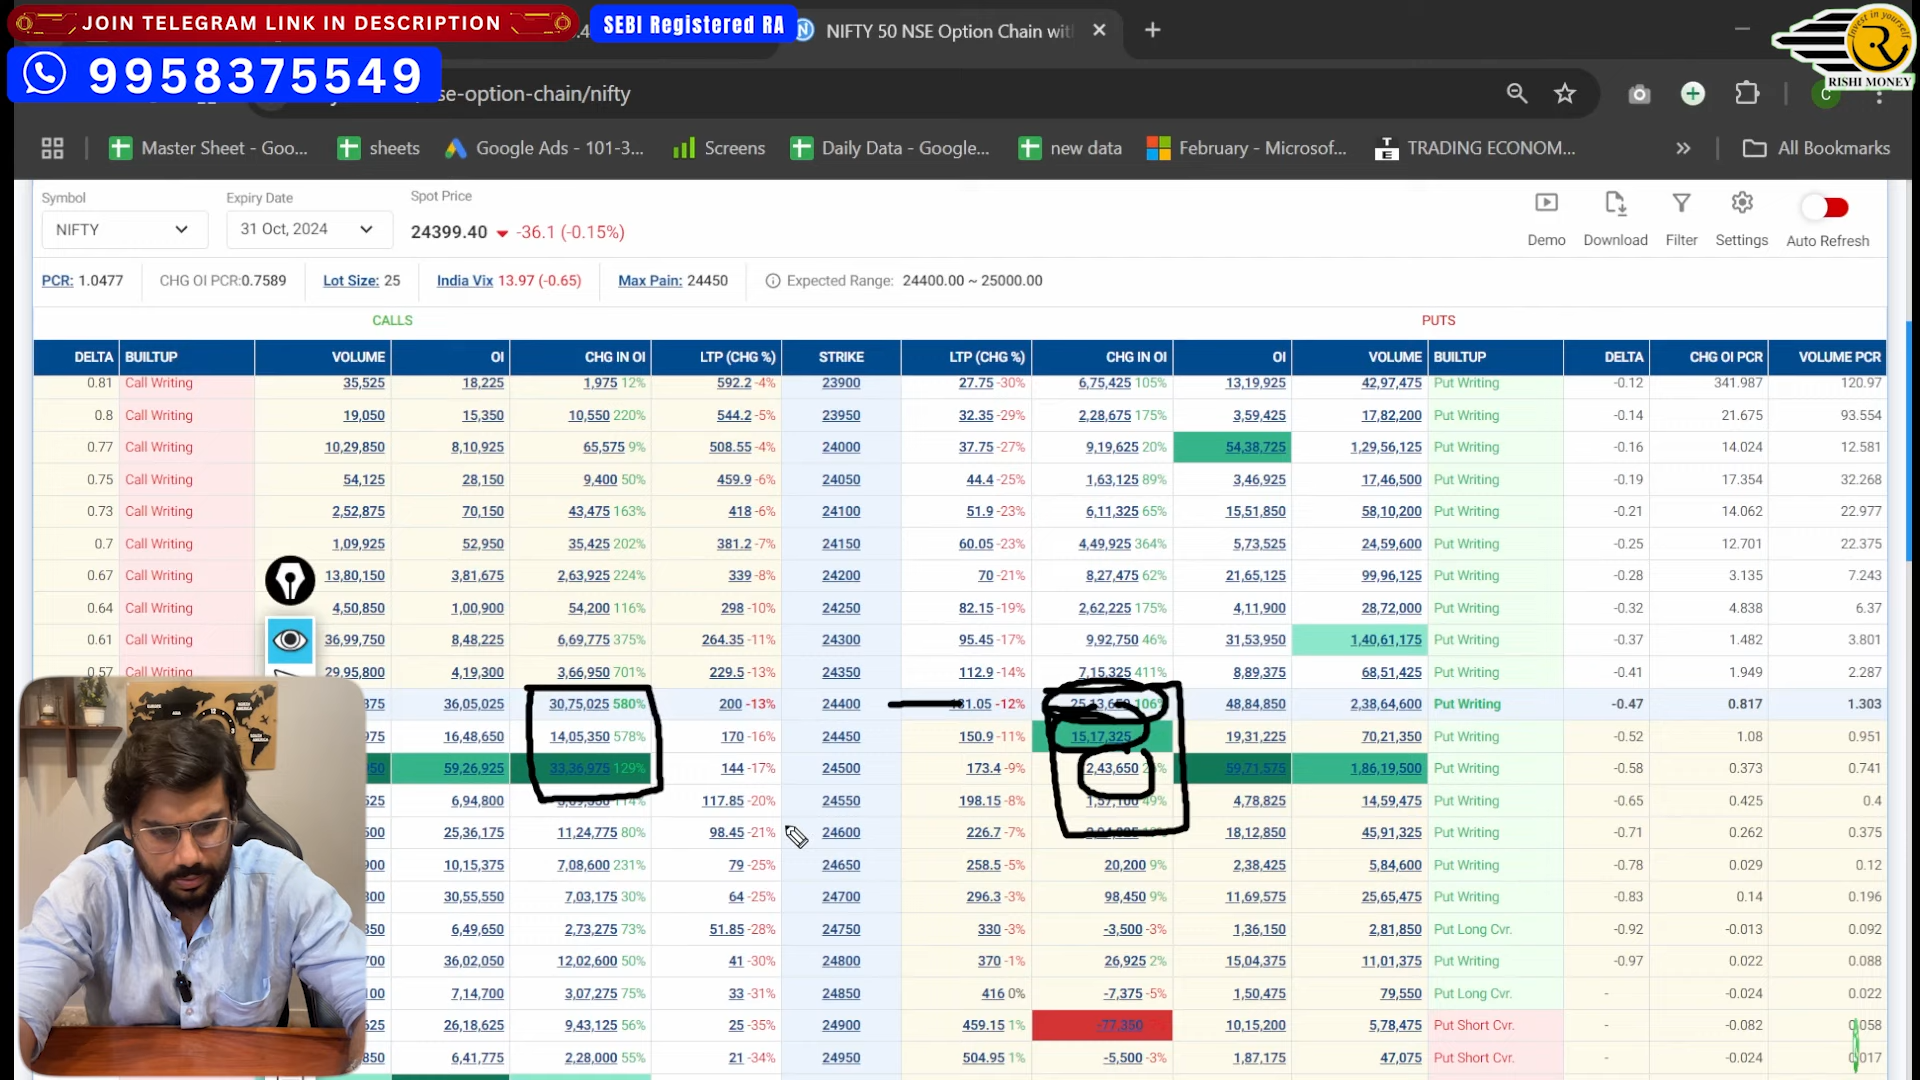 JOIN TELEGRAM LINK IN DESCRIPTION
SEBI Registered RA
NIFTY 50 NSE Option Chain wit
9958375549
se-option-chain/nifty
C
Invest in yourself
RISHI MONEY
Master Sheet - Goo...
sheets
Google Ads - 101-3...
Screens
Daily Data - Google...
new data
February - Microsof...
TRADING ECONOM...
All Bookmarks
Symbol Expiry Date Spot Price
NIFTY 31 Oct, 2024 24399.40 -36.1 (-0.15%)
Demo Download Filter Settings Auto Refresh
PCR: 1.0477 CHG OI PCR:0.7589 Lot Size: 25 India Vix 13.97 (-0.65) Max Pain: 24450 Expected Range: 24400.00 ~ 25000.00
CALLS PUTS
DELTA BUILTUP VOLUME OI CHG IN OI LTP (CHG %) STRIKE LTP (CHG %) CHG IN OI OI VOLUME BUILTUP DELTA CHG OI PCR VOLUME PCR
0.81 Call Writing 35,525 18,225 1,975 12% 592.2 -4% 23900 27.75 -30% 6,75,425 105% 13,19,925 42,97,475 Put Writing -0.12 341.987 120.97
0.8 Call Writing 19,050 15,350 10,550 220% 544.2 -5% 23950 32.35 -29% 2,28,675 175% 3,59,425 17,82,200 Put Writing -0.14 21.675 93.554
0.77 Call Writing 10,29,850 8,10,925 65,575 9% 508.55 -4% 24000 37.75 -27% 9,19,625 20% 54,38,725 1,29,56,125 Put Writing -0.16 14.024 12.581
0.75 Call Writing 54,125 28,150 9,400 50% 459.9 -6% 24050 44.4 -25% 1,63,125 89% 3,46,925 17,46,500 Put Writing -0.19 17.354 32.268
0.73 Call Writing 2,52,875 70,150 43,475 163% 418 -6% 24100 51.9 -23% 6,11,325 65% 15,51,850 58,10,200 Put Writing -0.21 14.062 22.977
0.7 Call Writing 1,09,925 52,950 35,425 202% 381.2 -7% 24150 60.05 -23% 4,49,925 364% 5,73,525 24,59,600 Put Writing -0.25 12.701 22.375
0.67 Call Writing 13,80,150 3,81,675 2,63,925 224% 339 -8% 24200 70 -21% 8,27,475 62% 21,65,125 99,96,125 Put Writing -0.28 3.135 7.243
0.64 Call Writing 4,50,850 1,00,900 54,200 116% 298 -10% 24250 82.15 -19% 2,62,225 175% 4,11,900 28,72,000 Put Writing -0.32 4.838 6.37
0.61 Call Writing 36,99,750 8,48,225 6,69,775 375% 264.35 -11% 24300 95.45 -17% 9,92,750 46% 31,53,950 1,40,61,175 Put Writing -0.37 1.482 3.801
0.57 Call Writing 29,95,800 4,19,300 3,66,950 701% 229.5 -13% 24350 112.9 -14% 7,15,325 411% 8,89,375 68,51,425 Put Writing -0.41 1.949 2.287
375 36,05,025 30,75,025 580% 200 -13% 24400 31.05 -12% 48,84,850 2,38,64,600 Put Writing -0.47 0.817 1.303
975 16,48,650 14,05,350 578% 170 -16% 24450 150.9 -11% 15,17,325 19,31,225 70,21,350 Put Writing -0.52 1.08 0.951
950 59,26,925 33,36,975 129% 144 -17% 24500 173.4 -9% 2,43,650 59,71,575 1,86,19,500 Put Writing -0.58 0.373 0.741
525 6,94,800 117.85 -20% 24550 198.15 -8% 49% 4,78,825 14,59,475 Put Writing -0.65 0.425 0.4
500 25,36,175 11,24,775 80% 98.45 -21% 24600 226.7 -7% 18,12,850 45,91,325 Put Writing -0.71 0.262 0.375
900 10,15,375 7,08,600 231% 79 -25% 24650 258.5 -5% 20,200 9% 2,38,425 5,84,600 Put Writing -0.78 0.029 0.12
300 30,55,550 7,03,175 30% 64 -25% 24700 296.3 -3% 98,450 9% 11,69,575 25,65,475 Put Writing -0.83 0.14 0.196
350 6,49,650 2,73,275 73% 51.85 -28% 24750 330 -3% -3,500 -3% 1,36,150 2,81,850 Put Long Cvr. -0.92 -0.013 0.092
700 36,02,050 12,02,600 50% 41 -30% 24800 370 -1% 26,925 2% 15,04,375 11,01,375 Put Writing -0.97 0.022 0.088
100 7,14,700 3,07,275 75% 33 -31% 24850 416 0% -7,375 -5% 1,50,475 79,550 Put Long Cvr. - -0.024 0.022
625 26,18,625 9,43,125 56% 25 -35% 24900 459.15 1% -77,350 10,15,200 5,78,475 Put Short Cvr. - -0.082 0.058
850 6,41,775 2,28,000 55% 21 -34% 24950 504.95 1% -5,500 -3% 1,87,175 47,075 Put Short Cvr. - -0.024 0.017